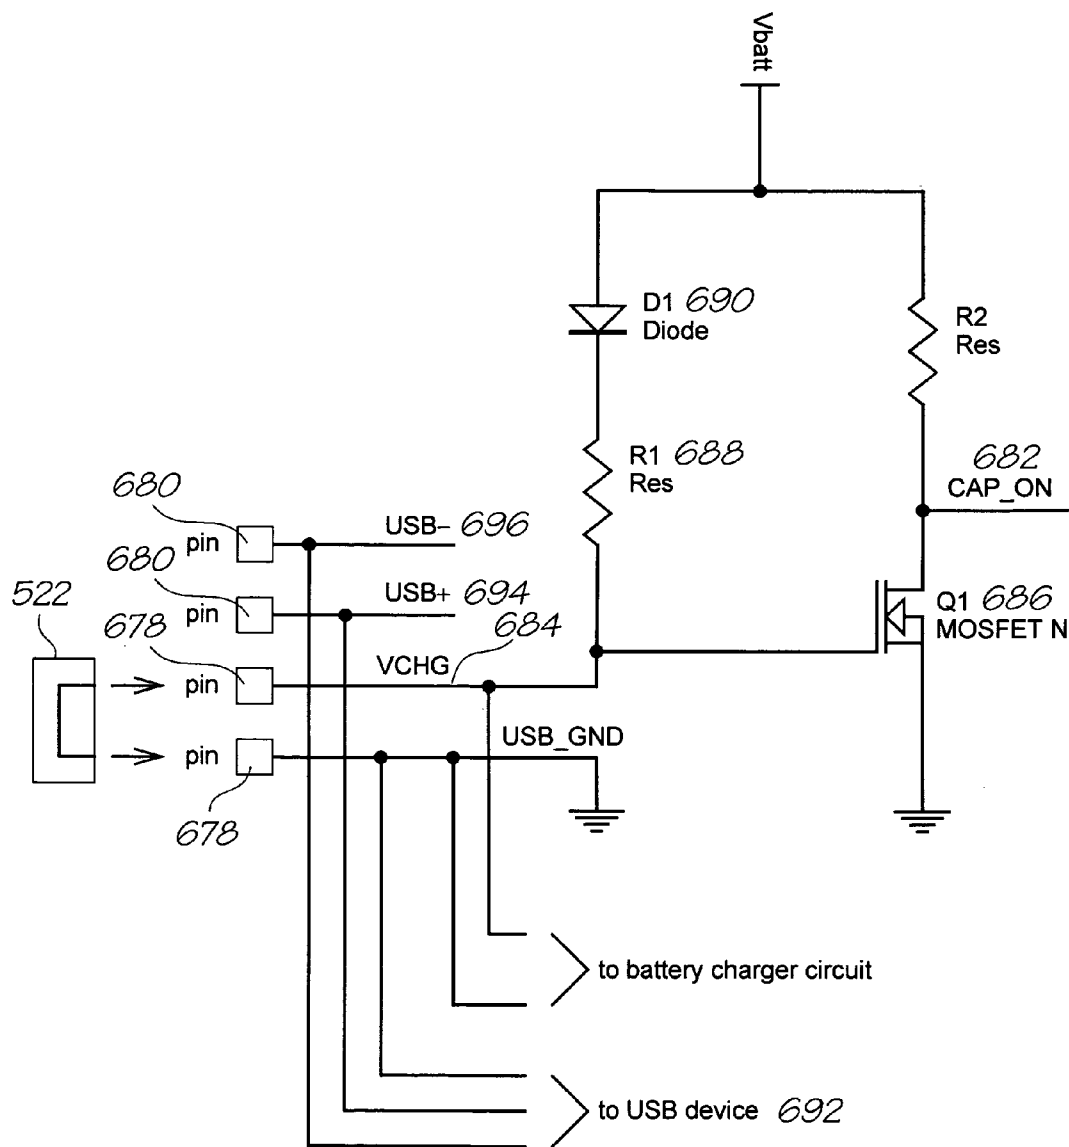 Vbatt
D1 690
Diode
R2
Res
R1 688
Res
682
CAP_ON
680
pin
USB– 696
680
pin
USB+ 694
522
678
684
Q1 686
MOSFET N
pin
VCHG
pin
USB_GND
678
to battery charger circuit
to USB device 692